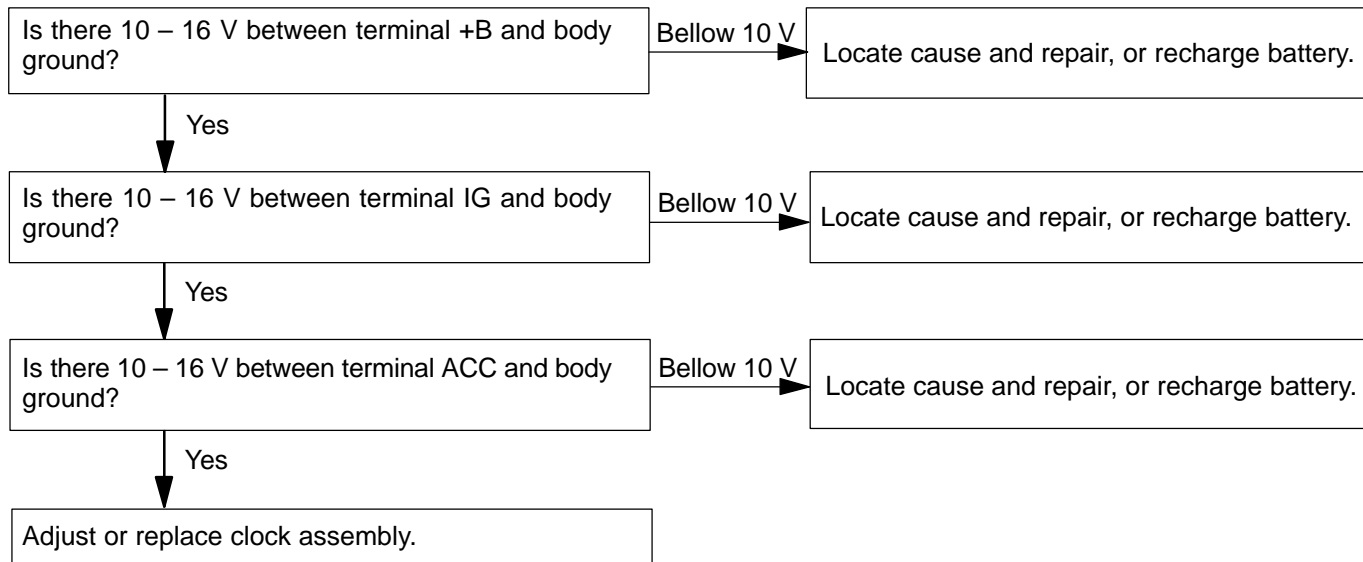 Is there 10 – 16 V between terminal +B and body
ground?
Bellow 10 V
Locate cause and repair, or recharge battery.
Yes
Is there 10 – 16 V between terminal IG and body
ground?
Bellow 10 V
Locate cause and repair, or recharge battery.
Yes
Is there 10 – 16 V between terminal ACC and body
ground?
Bellow 10 V
Locate cause and repair, or recharge battery.
Yes
Adjust or replace clock assembly.